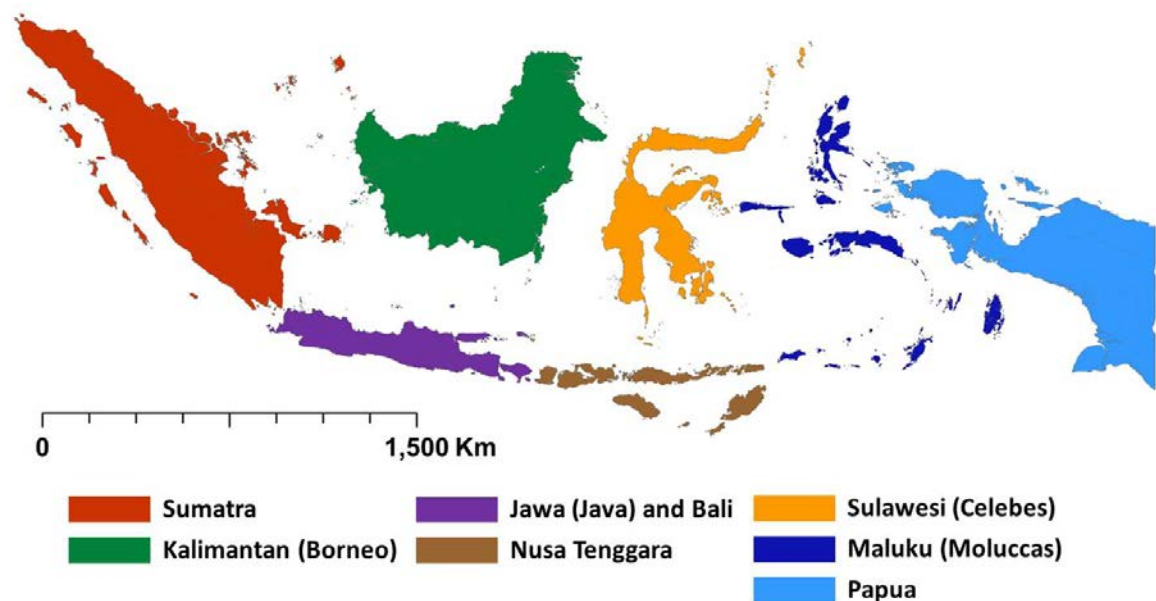 0 1,500 Km
Sumatra
Kalimantan (Borneo)
Jawa (Java) and Bali
Nusa Tenggara
Sulawesi (Celebes)
Maluku (Moluccas)
Papua